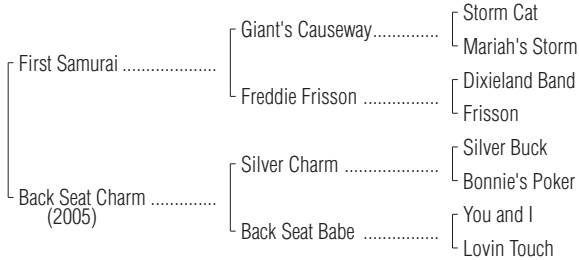 Storm Cat
Giant's Causeway...............
Mariah's Storm
First Samurai ...................
Dixieland Band
Freddie Frisson ................
Frisson
Silver Buck
Silver Charm ...................
Bonnie's Poker
Back Seat Charm .............
(2005)
You and I
Back Seat Babe ................
Lovin Touch